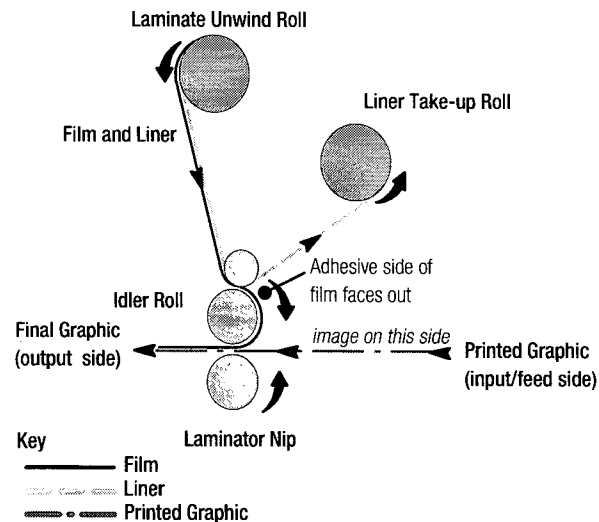 Laminate Unwind Roll
Liner Take-up Roll
Film and Liner
Adhesive side of
film faces out
Idler Roll
Final Graphic
(output side)
image on this side
Printed Graphic
(input/feed side)
Laminator Nip
Key
Film
Liner
Printed Graphic